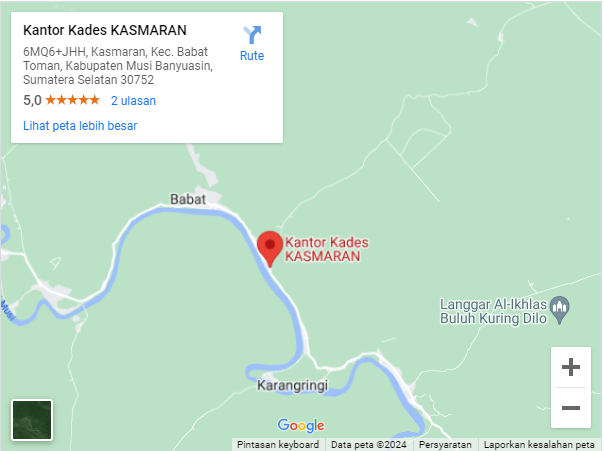 Kantor Kades KASMARAN
6MQ6+JHH, Kasmaran, Kec. Babat
Toman, Kabupaten Musi Banyuasin,
Sumatera Selatan 30752
Rute
5,0
2 ulasan
Lihat peta lebih besar
Babat
Kantor Kades
KASMARAN
Musi
Langgar Al-Ikhlas
Buluh Kuring Dilo
Karangringi
Google
Pintasan keyboard
Data peta ©2024
Persyaratan
Laporkan kesalahan peta